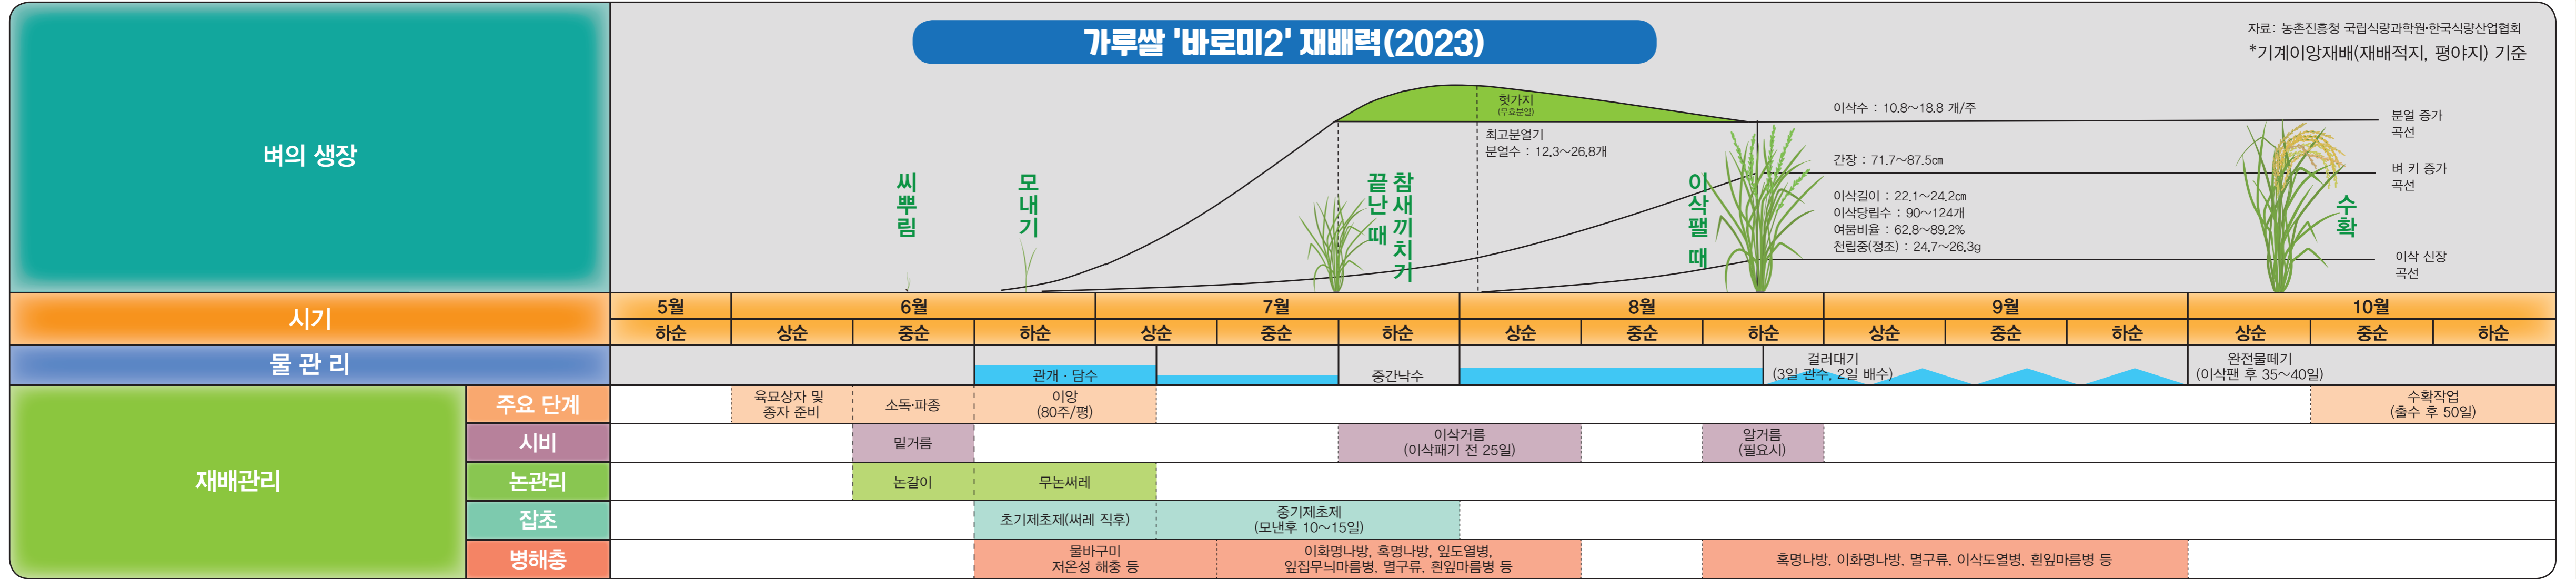 가루쌀 '바로미2' 재배력(2023)
자료: 농촌진흥청 국립식량과학원·한국식량산업협회
*기계이앙재배(재배적지, 평야지) 기준
벼의 생장
씨뿌림
모내기
참새끼치기
끝난 때
이삭팰 때
수확
헛가지
(무효분얼)
최고분얼기
분얼수 : 12.3~26.8개
이삭수 : 10.8~18.8 개/주
간장 : 71.7~87.5㎝
이삭길이 : 22.1~24.2㎝
이삭당립수 : 90~124개
여뭄비율 : 62.8~89.2%
천립중(정조) : 24.7~26.3g
분얼 증가
곡선
벼 키 증가
곡선
이삭 신장
곡선
시기
5월 6월 7월 8월 9월 10월
하순 상순 중순 하순 상순 중순 하순 상순 중순 하순 상순 중순 하순 상순 중순 하순
물 관 리
관개 · 담수
중간낙수
걸러대기
(3일 관수, 2일 배수)
완전물떼기
(이삭팬 후 35~40일)
재배관리
주요 단계
육묘상자 및
종자 준비
소독·파종
이앙
(80주/평)
수확작업
(출수 후 50일)
시비
밑거름
이삭거름
(이삭패기 전 25일)
알거름
(필요시)
논관리
논갈이
무논써레
잡초
초기제초제(써레 직후)
중기제초제
(모낸후 10~15일)
병해충
물바구미
저온성 해충 등
이화명나방, 혹명나방, 잎도열병,
잎집무늬마름병, 멸구류, 흰잎마름병 등
혹명나방, 이화명나방, 멸구류, 이삭도열병, 흰잎마름병 등